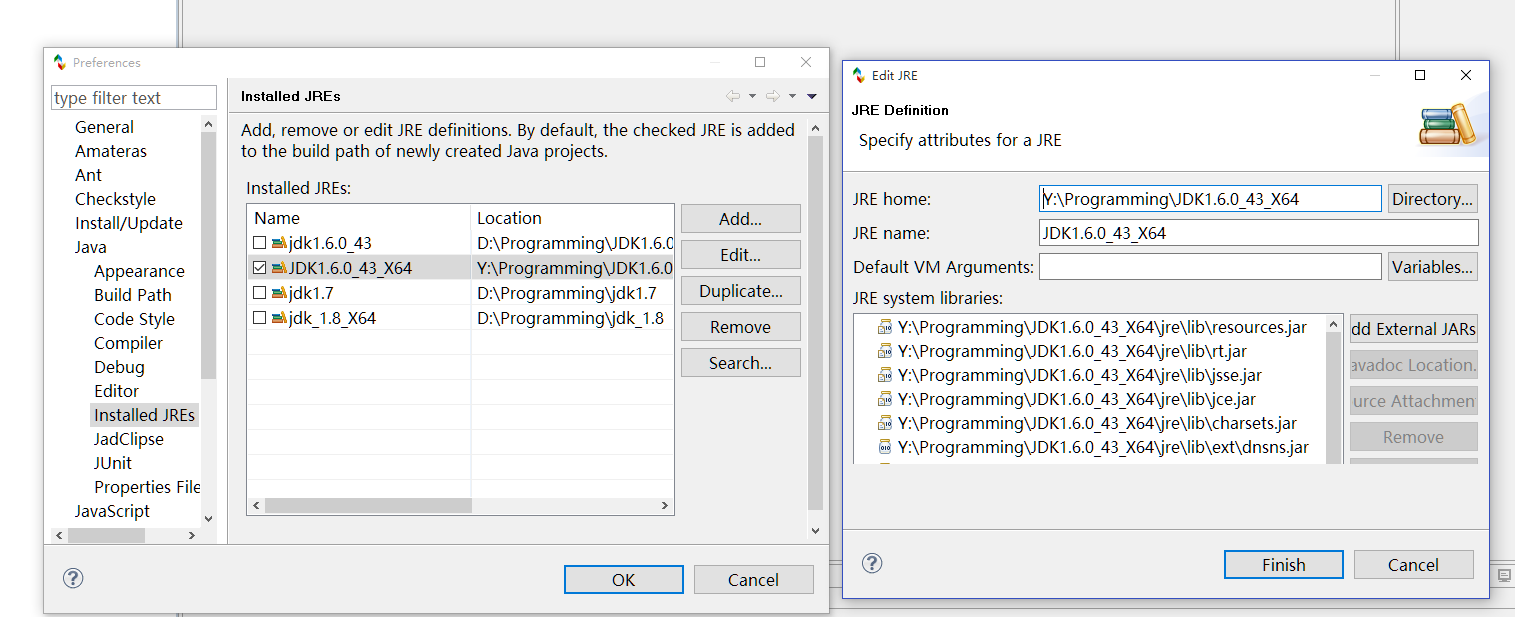 Preferences
type filter text
General
Amateras
Ant
Checkstyle
Install/Update
Java
Appearance
Build Path
Code Style
Compiler
Debug
Editor
Installed JREs
JadClipse
JUnit
Properties File
JavaScript
Installed JREs
Add, remove or edit JRE definitions. By default, the checked JRE is added
to the build path of newly created Java projects.
Installed JREs:
Name Location
jdk1.6.0_43 D:\Programming\JDK1.6.0
JDK1.6.0_43_X64 Y:\Programming\JDK1.6.0
jdk1.7 D:\Programming\jdk1.7
jdk_1.8_X64 D:\Programming\jdk_1.8
Add...
Edit...
Duplicate...
Remove
Search...
OK Cancel
Edit JRE
JRE Definition
Specify attributes for a JRE
JRE home: Y:\Programming\JDK1.6.0_43_X64 Directory...
JRE name: JDK1.6.0_43_X64
Default VM Arguments: Variables...
JRE system libraries:
Y:\Programming\JDK1.6.0_43_X64\jre\lib\resources.jar
Y:\Programming\JDK1.6.0_43_X64\jre\lib\rt.jar
Y:\Programming\JDK1.6.0_43_X64\jre\lib\jsse.jar
Y:\Programming\JDK1.6.0_43_X64\jre\lib\jce.jar
Y:\Programming\JDK1.6.0_43_X64\jre\lib\charsets.jar
Y:\Programming\JDK1.6.0_43_X64\jre\lib\ext\dnsns.jar
dd External JARs
avadoc Location.
urce Attachmen
Remove
Finish Cancel